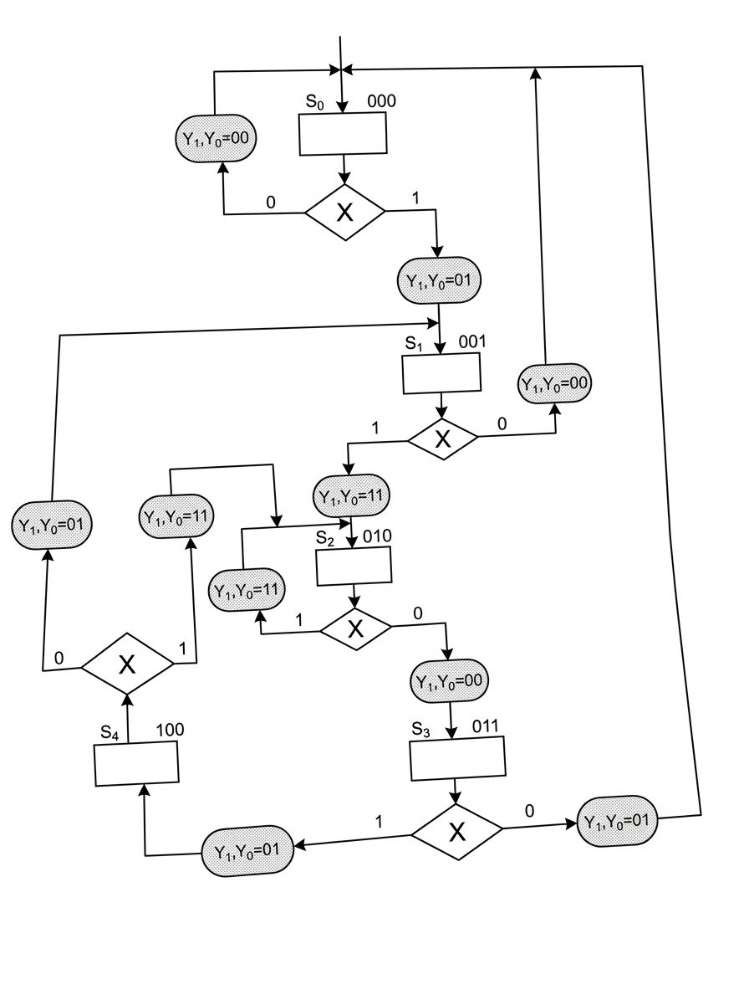 S₀ 000
Y₁,Y₀=00
X
0
1
Y₁,Y₀=01
S₁ 001
Y₁,Y₀=00
X
1
0
Y₁,Y₀=11
Y₁,Y₀=11
Y₁,Y₀=01
S₂ 010
Y₁,Y₀=11
X
1
0
X
0
1
Y₁,Y₀=00
S₄ 100
S₃ 011
X
1
0
Y₁,Y₀=01
Y₁,Y₀=01